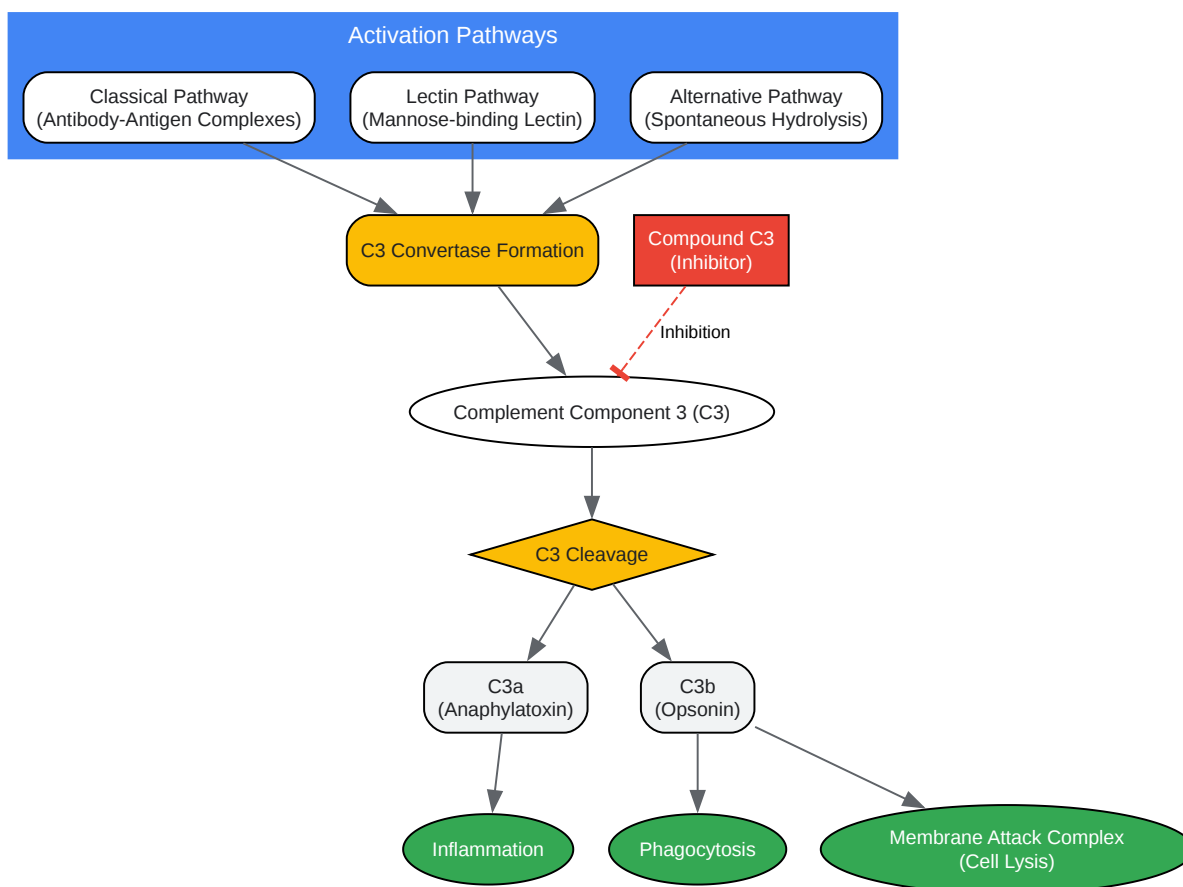 Activation Pathways
Classical Pathway
(Antibody-Antigen Complexes)
Lectin Pathway
(Mannose-binding Lectin)
Alternative Pathway
(Spontaneous Hydrolysis)
C3 Convertase Formation
Compound C3
(Inhibitor)
Inhibition
Complement Component 3 (C3)
C3 Cleavage
C3a
(Anaphylatoxin)
C3b
(Opsonin)
Inflammation
Phagocytosis
Membrane Attack Complex
(Cell Lysis)